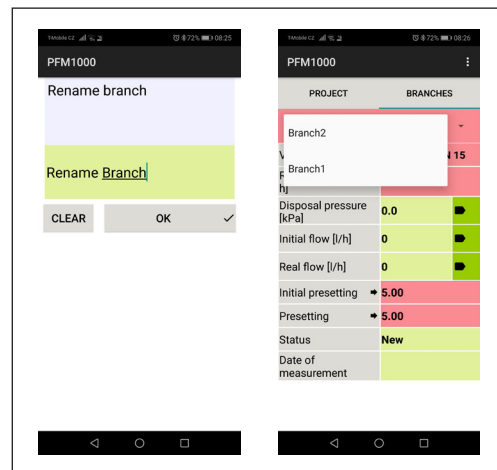 T-Mobile CZ
72% 08:25
PFM1000
Rename branch
Rename Branch
CLEAR
OK
T-Mobile CZ
72% 08:26
PFM1000
PROJECT
BRANCHES
Branch2
15
Branch1
h]
Disposal pressure
[kPa]
0.0
Initial flow [l/h]
0
Real flow [l/h]
0
Initial presetting
5.00
Presetting
5.00
Status
New
Date of
measurement